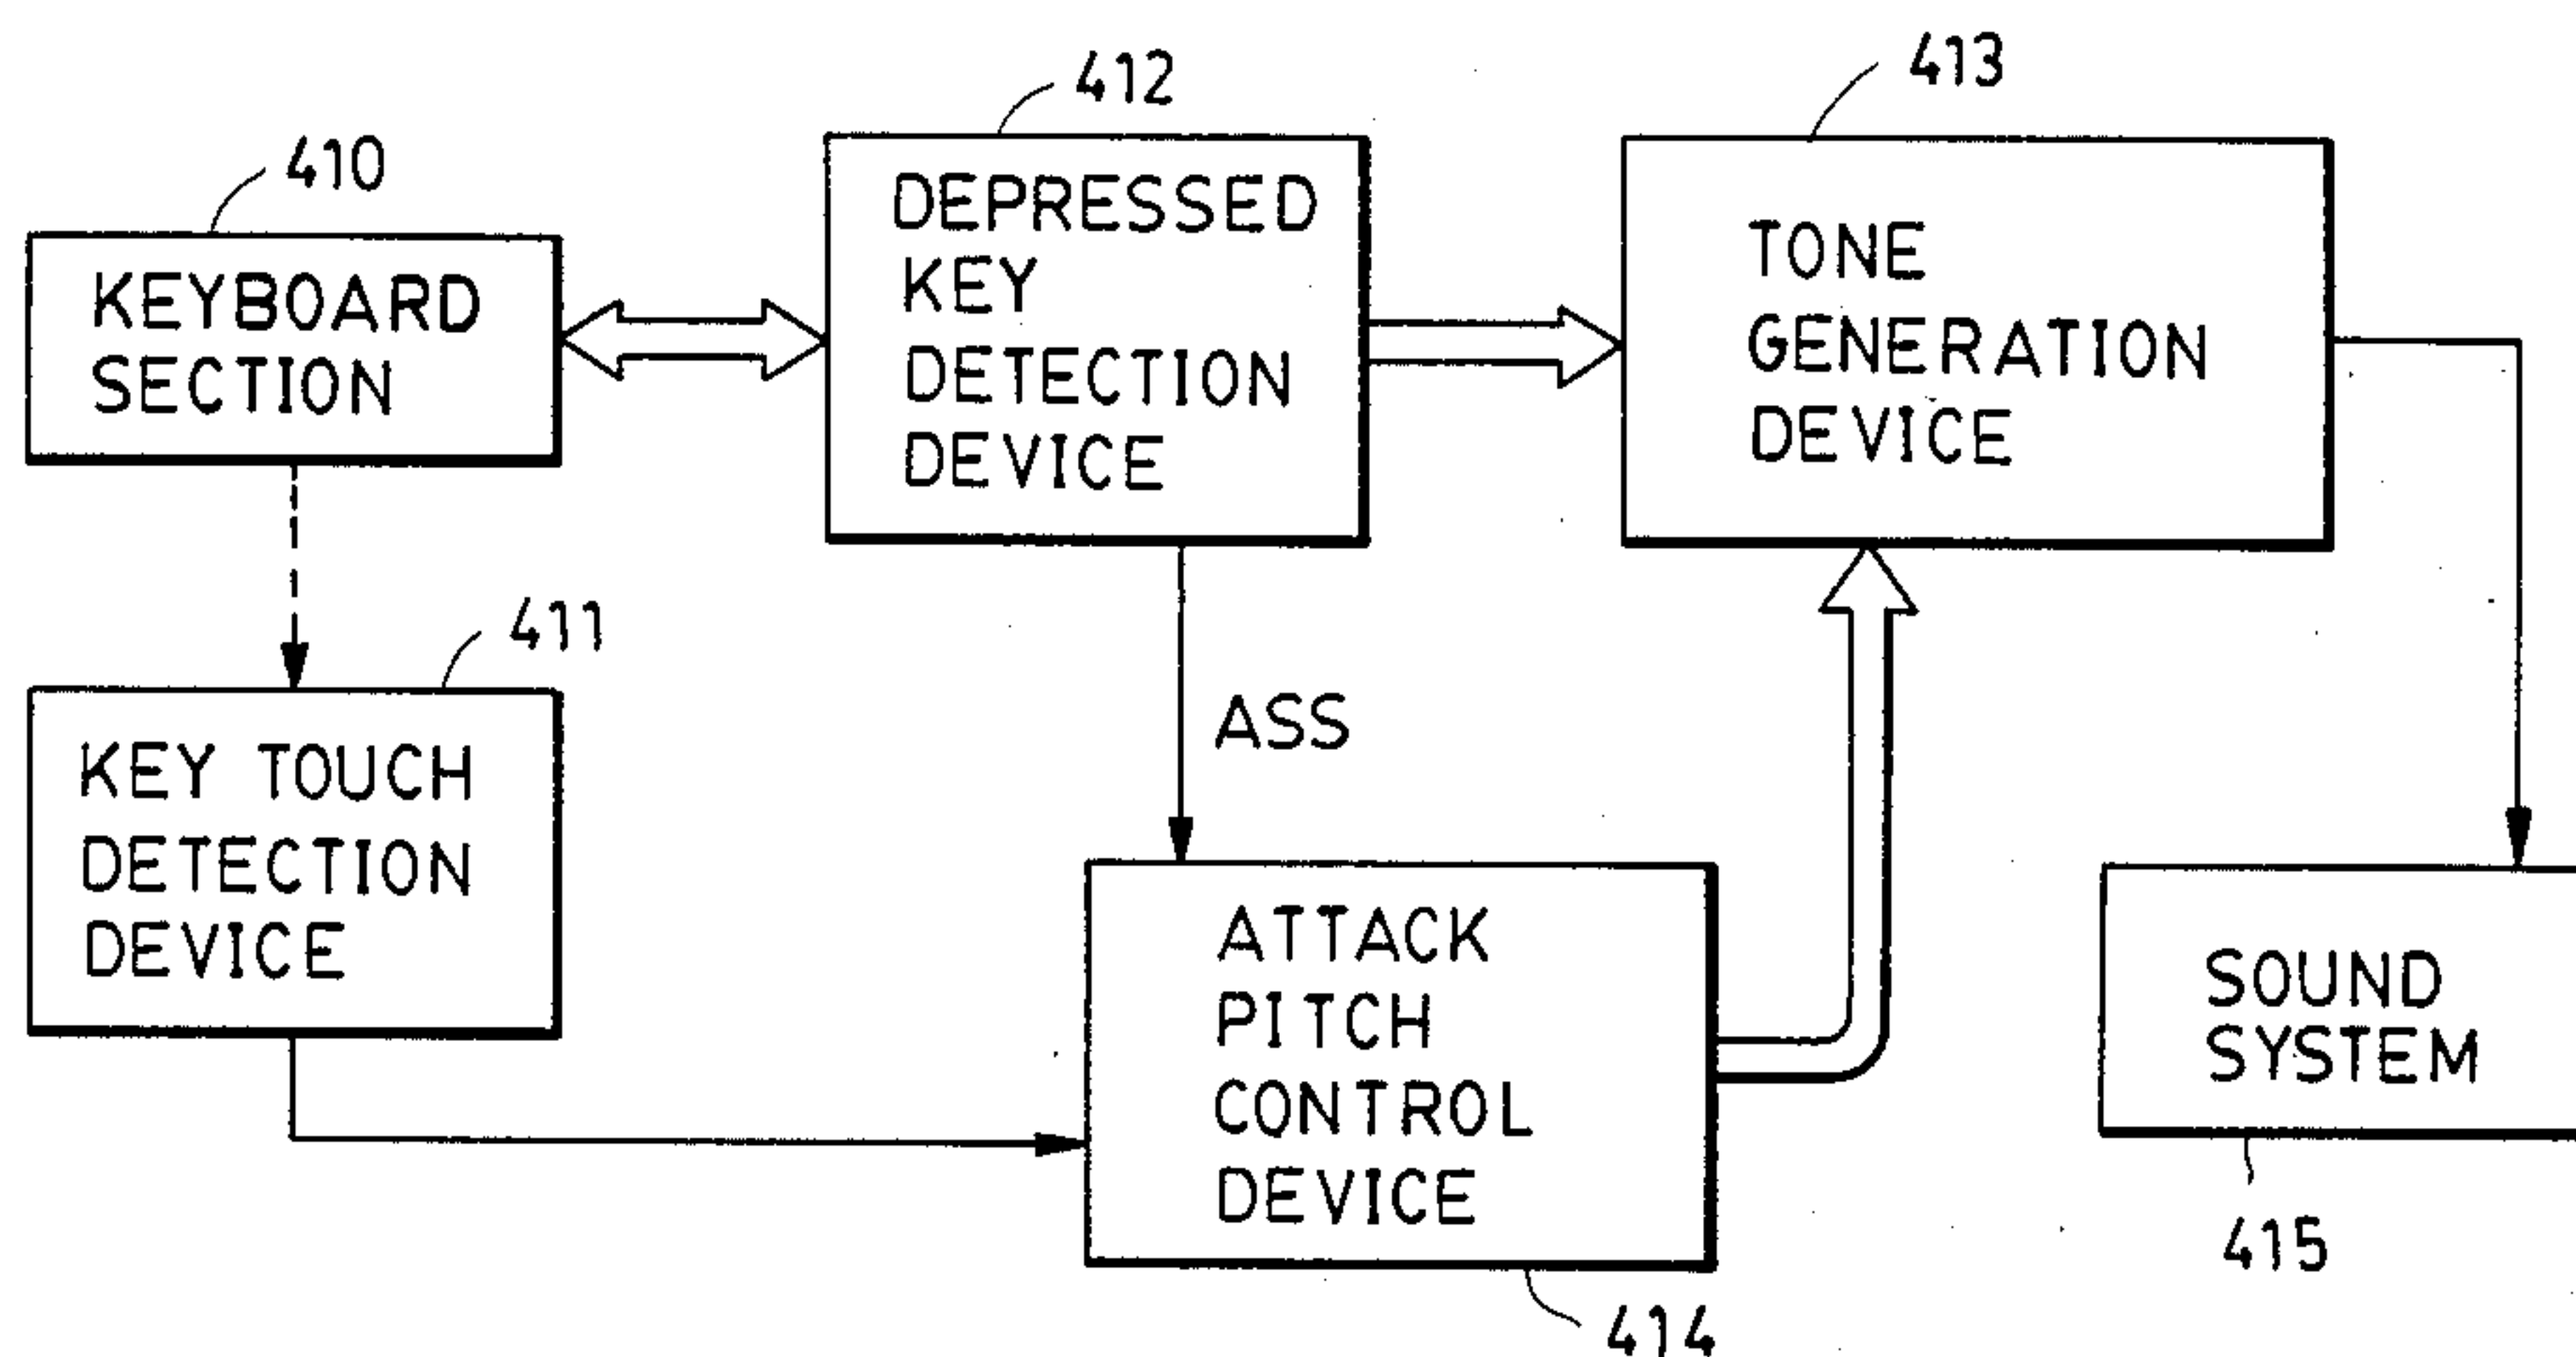 410
KEYBOARD
SECTION
412
DEPRESSED
KEY
DETECTION
DEVICE
413
TONE
GENERATION
DEVICE
411
KEY TOUCH
DETECTION
DEVICE
ASS
ATTACK
PITCH
CONTROL
DEVICE
414
SOUND
SYSTEM
415